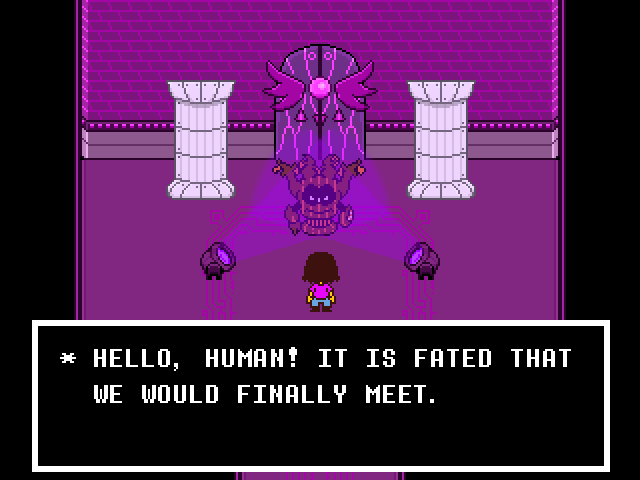 * HELLO, HUMAN! IT IS FATED THAT
WE WOULD FINALLY MEET.